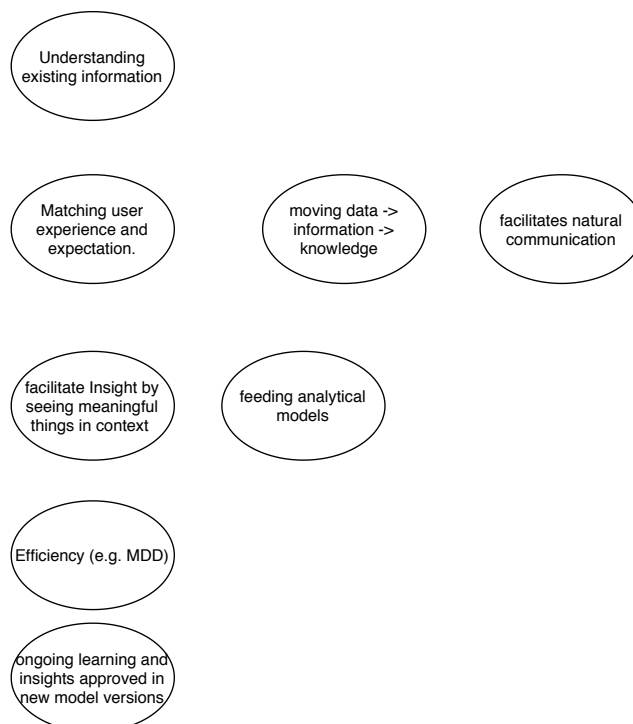 Understanding
existing information
Matching user
experience and
expectation.
moving data ->
information ->
knowledge
facilitates natural
communication
facilitate Insight by
seeing meaningful
things in context
feeding analytical
models
Efficiency (e.g. MDD)
ongoing learning and
insights approved in
new model versions